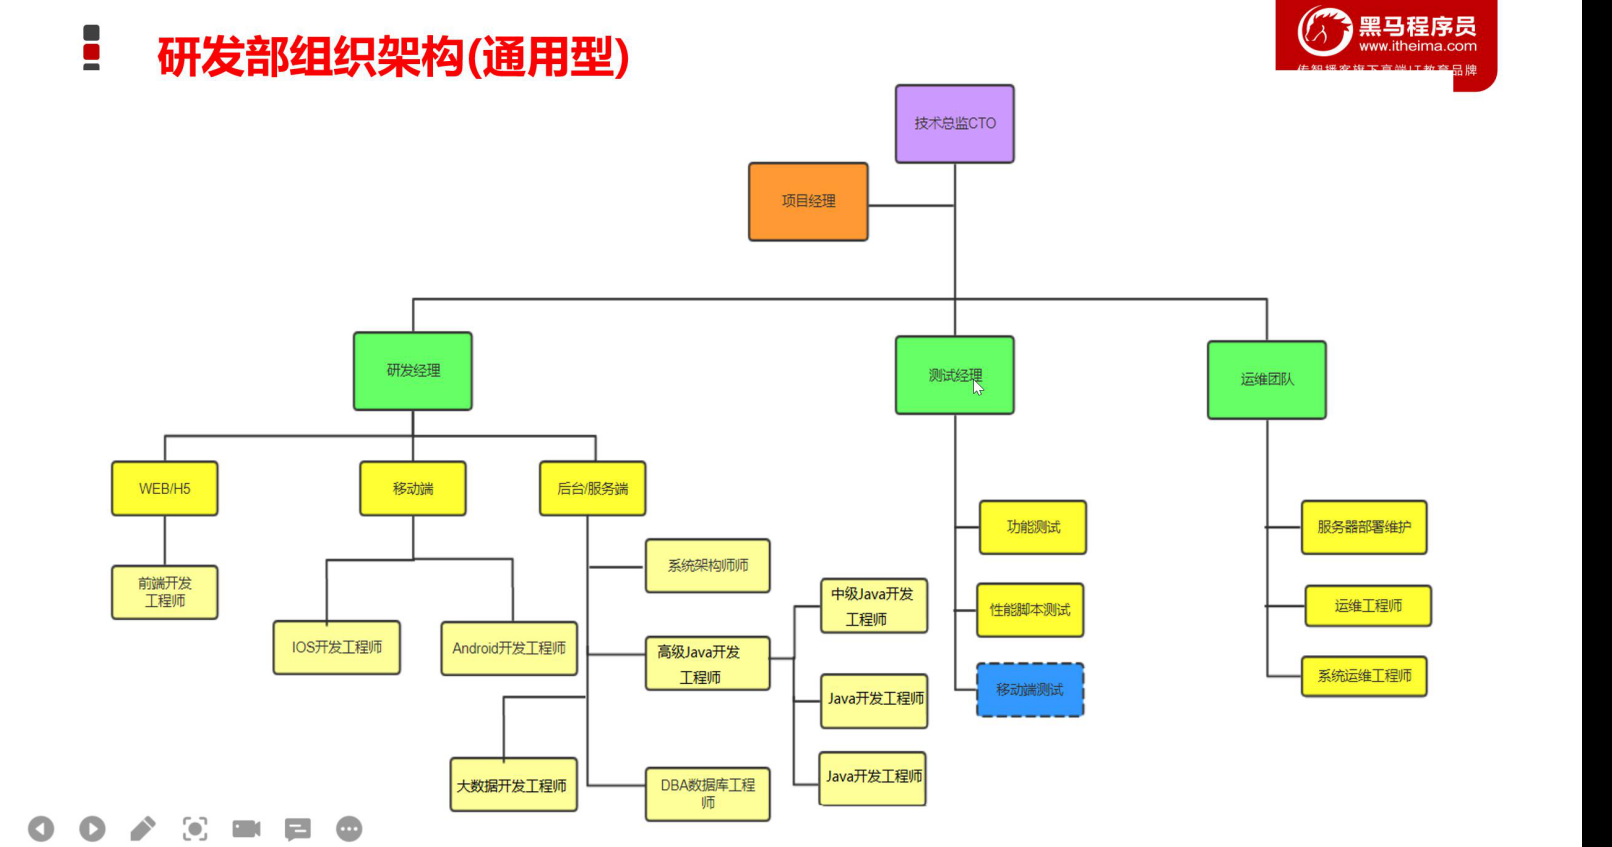 研发部组织架构(通用型)
黑马程序员
www.itheima.com
传智播客旗下高端IT教育品牌
技术总监CTO
项目经理
研发经理
测试经理
运维团队
WEB/H5
移动端
后台/服务端
功能测试
服务器部署维护
系统架构师师
前端开发
工程师
中级Java开发
工程师
性能脚本测试
运维工程师
IOS开发工程师
Android开发工程师
高级Java开发
工程师
Java开发工程师
移动端测试
系统运维工程师
大数据开发工程师
DBA数据库工程
师
Java开发工程师